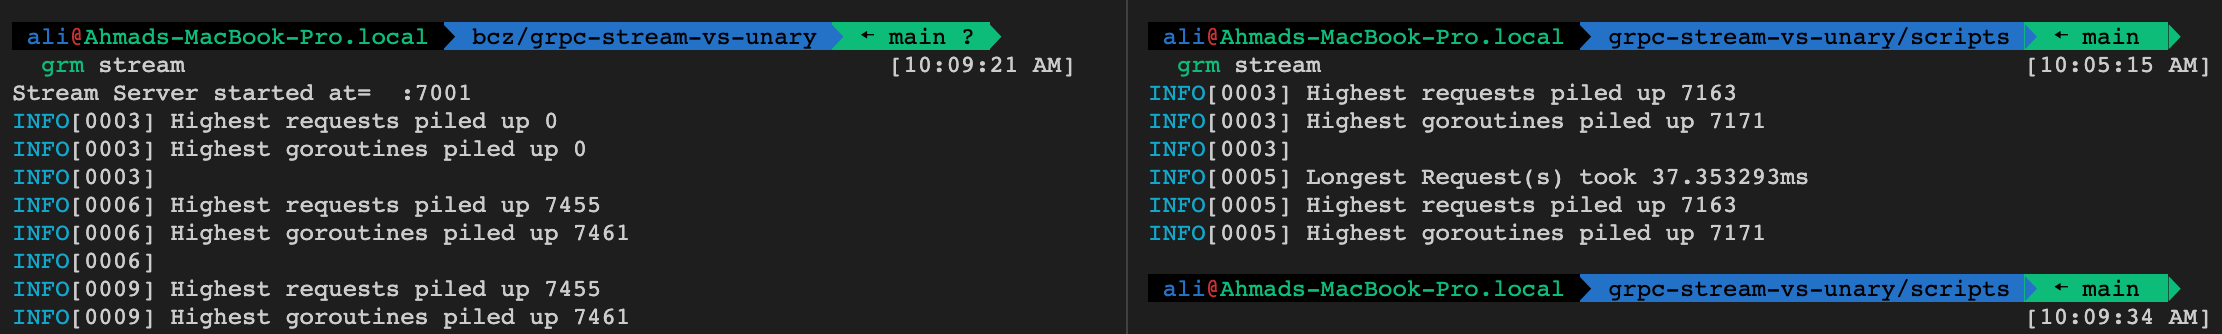 ali@Ahmads-MacBook-Pro.local bcz/grpc-stream-vs-unary ← main ?
grm stream [10:09:21 AM]
Stream Server started at=  :7001
INFO[0003] Highest requests piled up 0
INFO[0003] Highest goroutines piled up 0
INFO[0003]
INFO[0006] Highest requests piled up 7455
INFO[0006] Highest goroutines piled up 7461
INFO[0006]
INFO[0009] Highest requests piled up 7455
INFO[0009] Highest goroutines piled up 7461
ali@Ahmads-MacBook-Pro.local grpc-stream-vs-unary/scripts ← main
grm stream [10:05:15 AM]
INFO[0003] Highest requests piled up 7163
INFO[0003] Highest goroutines piled up 7171
INFO[0003]
INFO[0005] Longest Request(s) took 37.353293ms
INFO[0005] Highest requests piled up 7163
INFO[0005] Highest goroutines piled up 7171
ali@Ahmads-MacBook-Pro.local grpc-stream-vs-unary/scripts ← main
[10:09:34 AM]